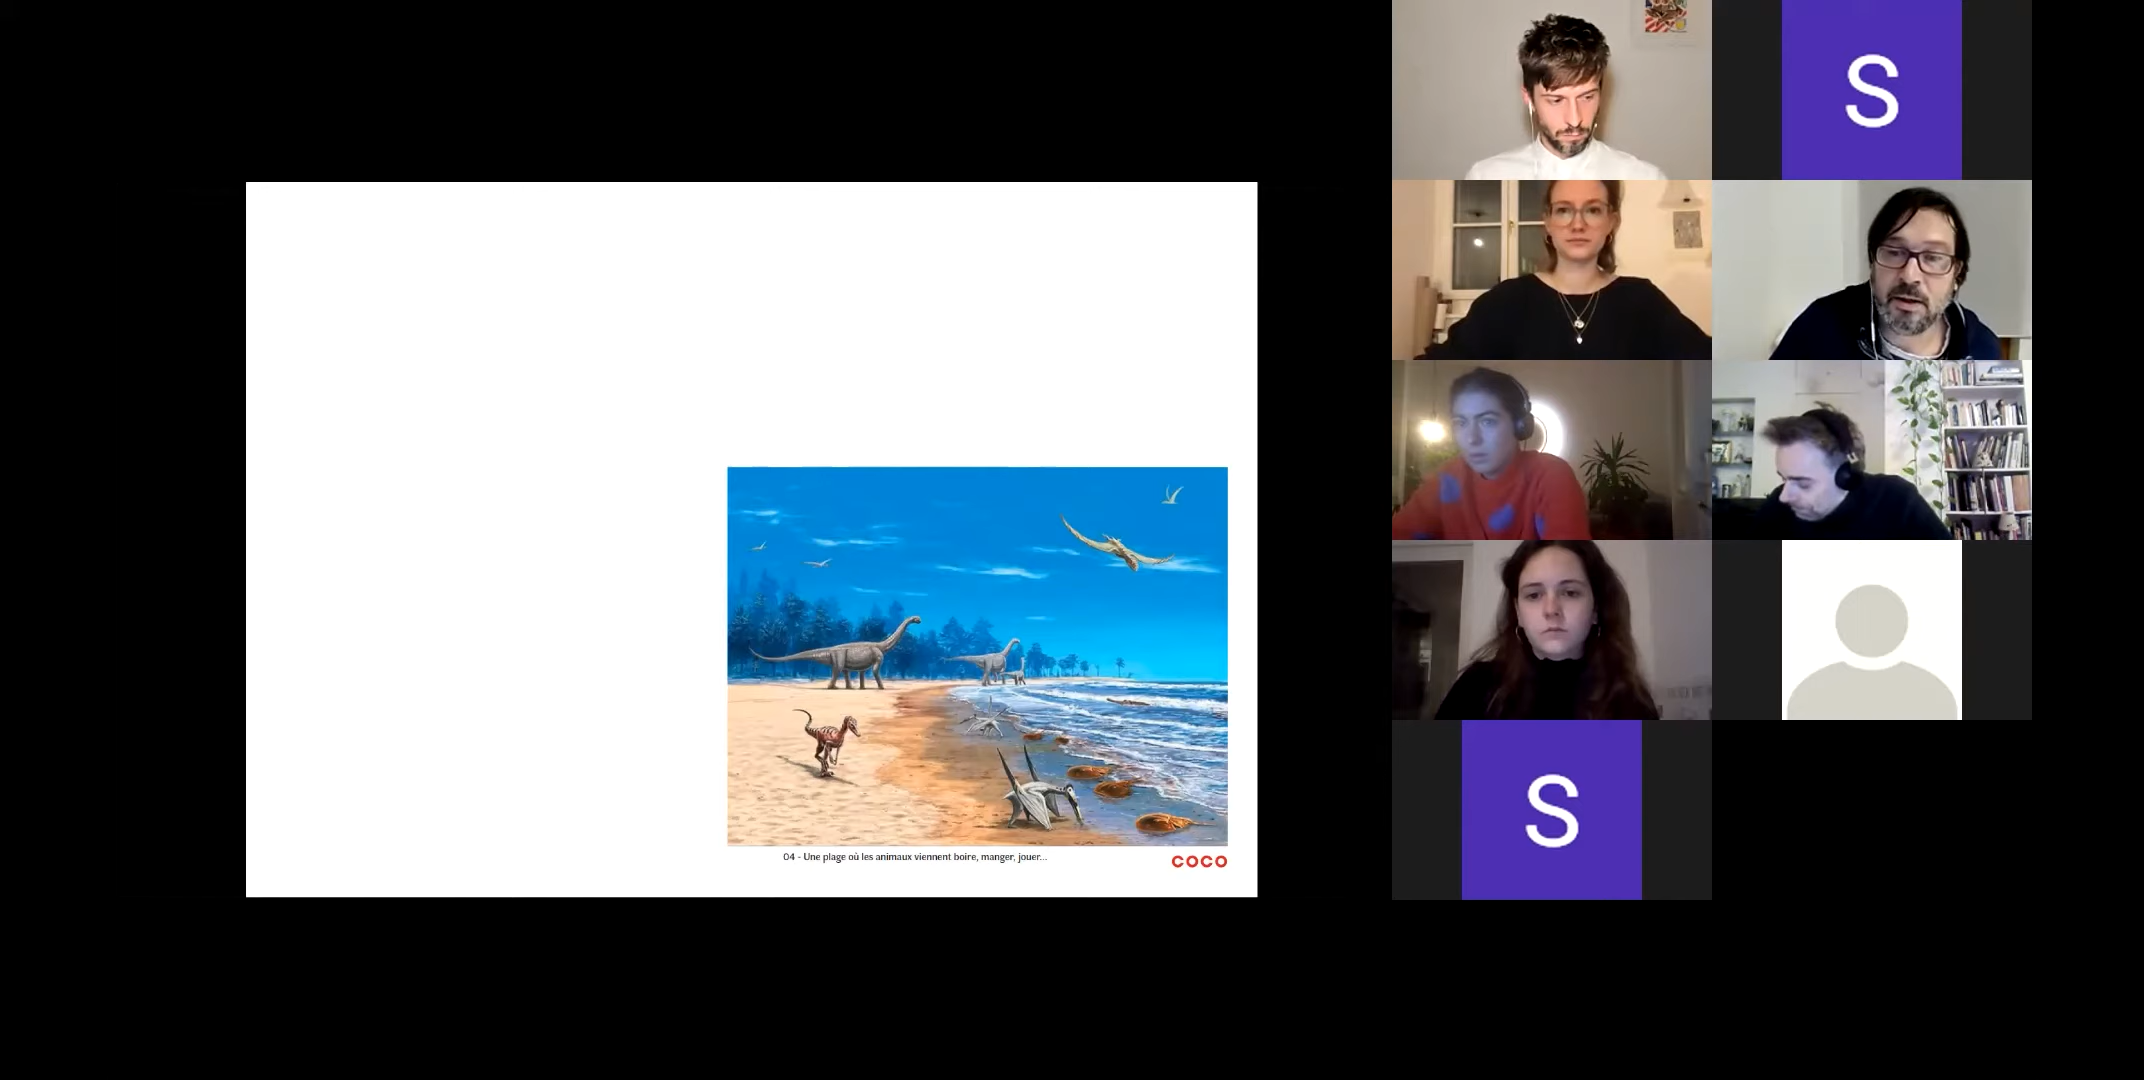 S
04 - Une plage où les animaux viennent boire, manger, jouer...
COCO
S